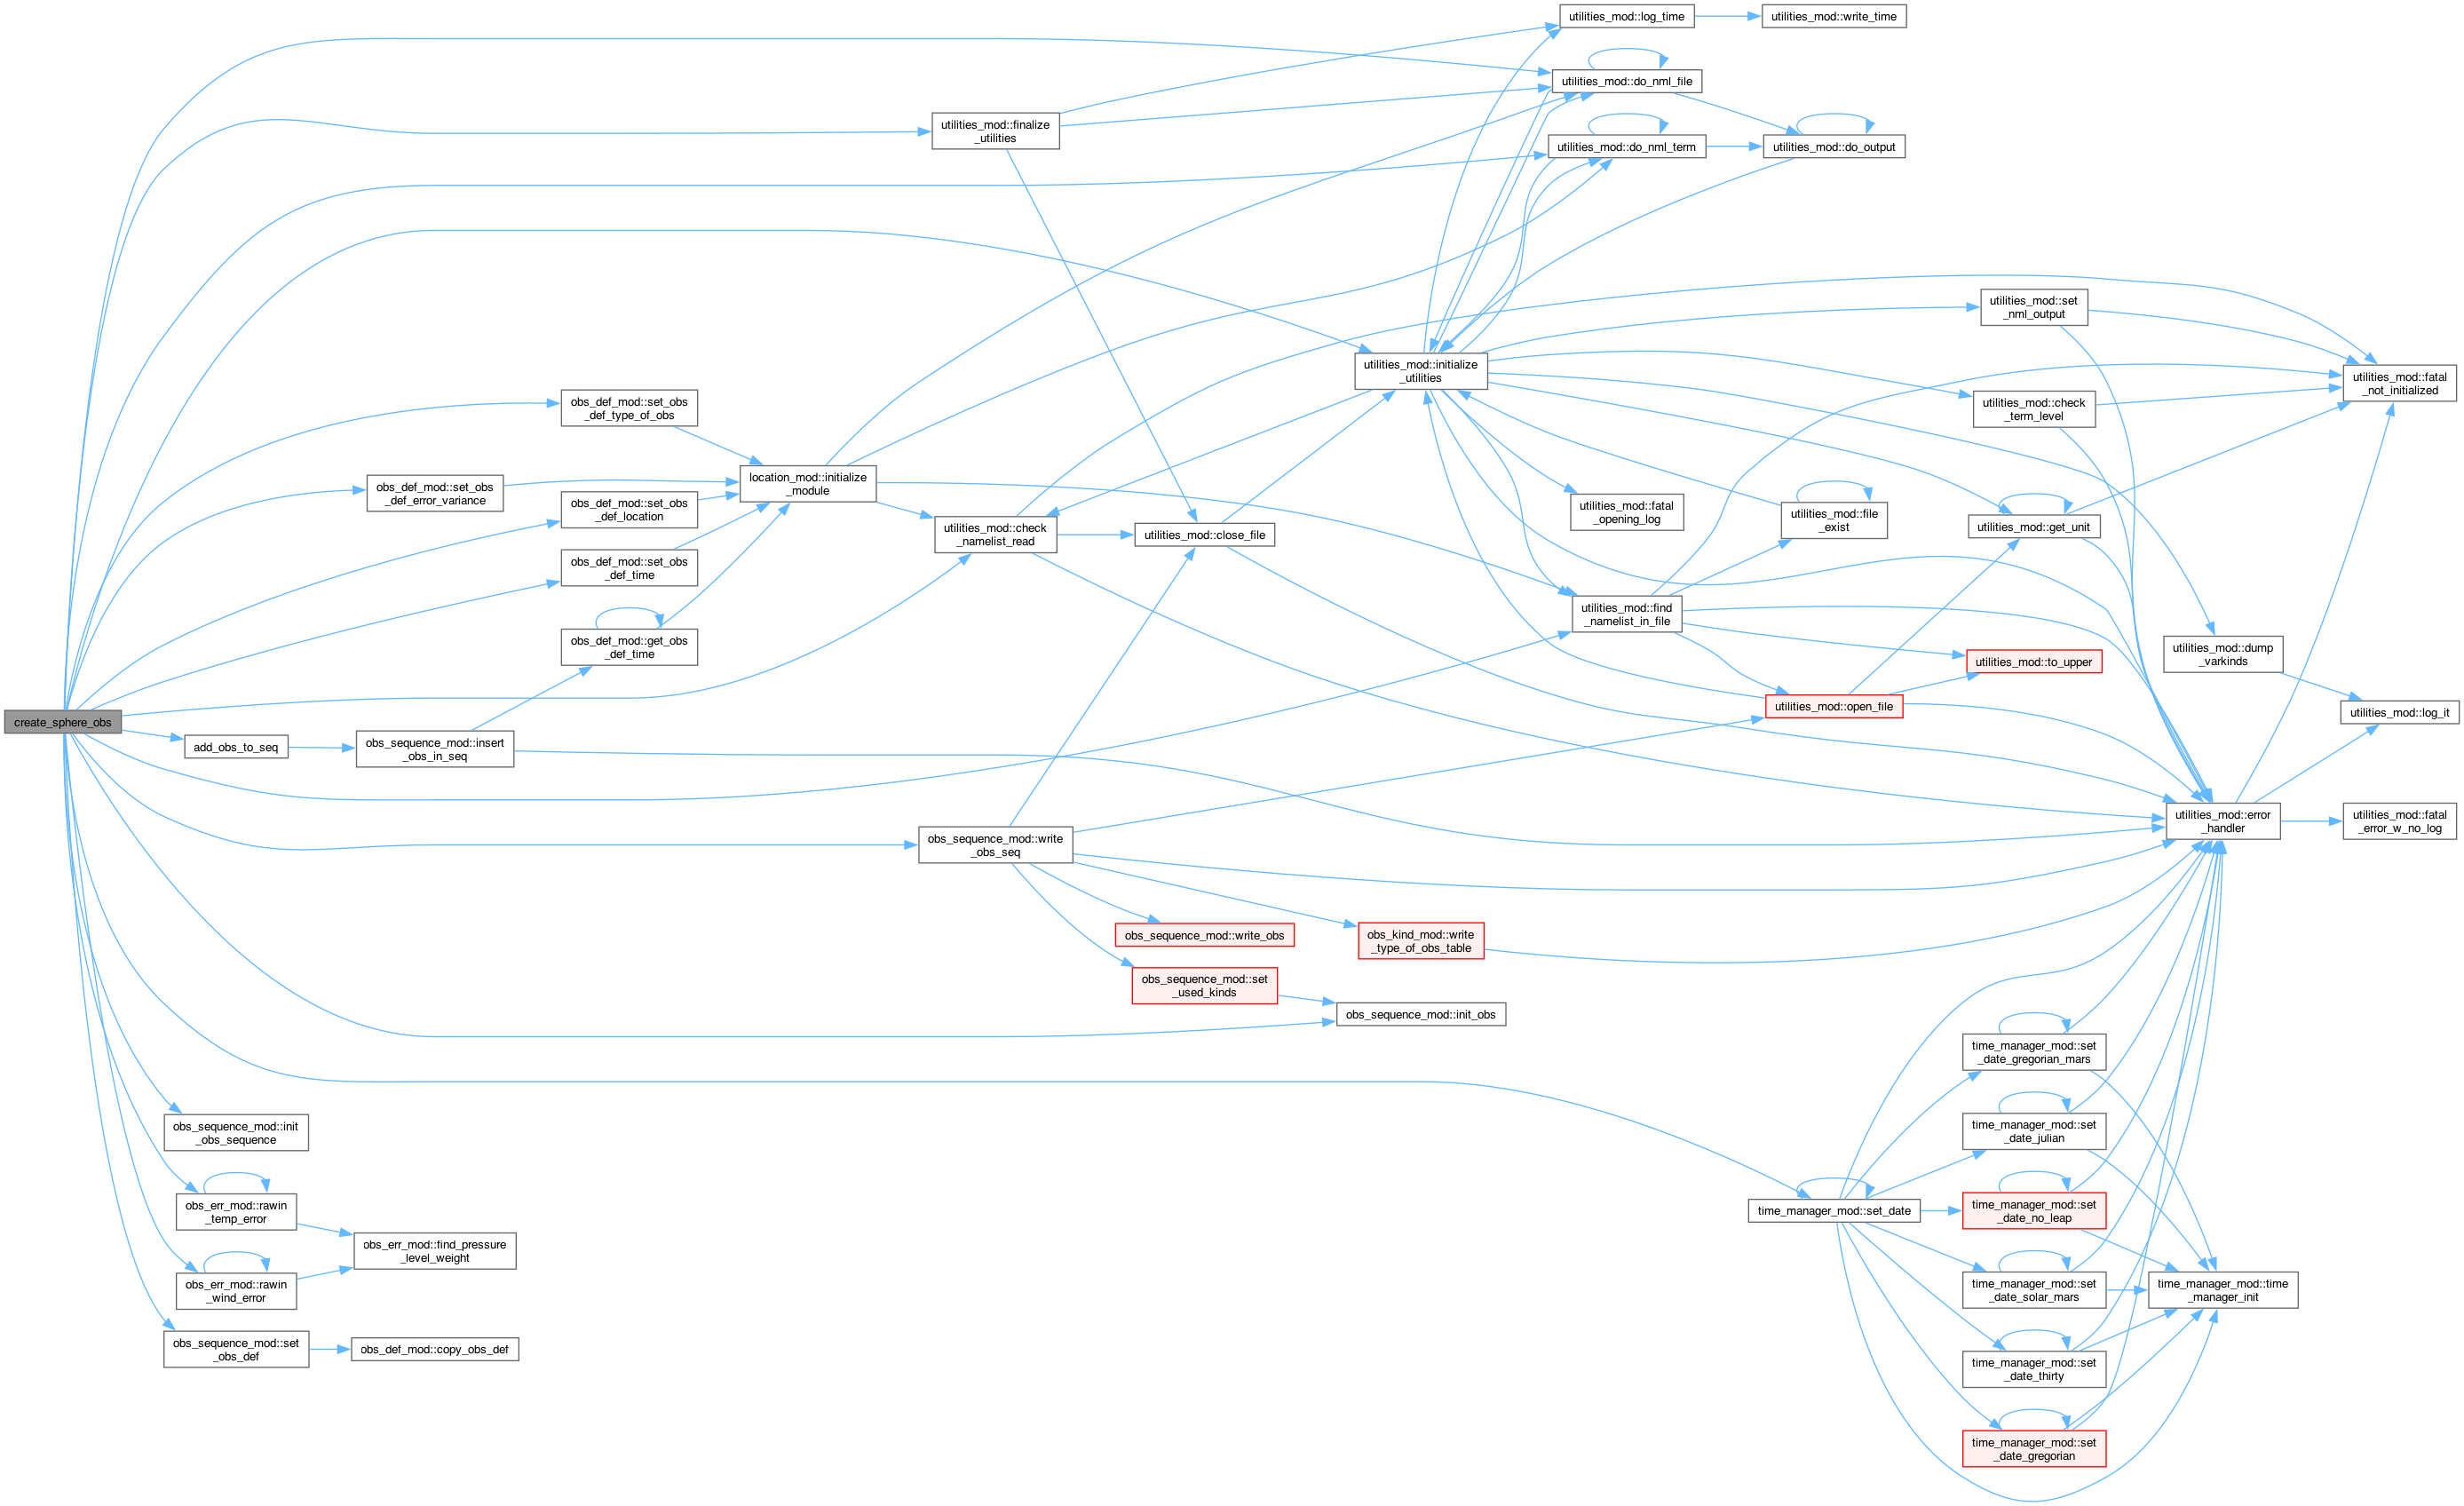 utilities_mod::log_time
utilities_mod::write_time
utilities_mod::do_nml_file
utilities_mod::finalize
_utilities
utilities_mod::do_nml_term
utilities_mod::do_output
utilities_mod::set
_nml_output
utilities_mod::initialize
_utilities
utilities_mod::fatal
_not_initialized
obs_def_mod::set_obs
_def_type_of_obs
utilities_mod::check
_term_level
obs_def_mod::set_obs
_def_error_variance
location_mod::initialize
_module
obs_def_mod::set_obs
_def_location
utilities_mod::fatal
_opening_log
utilities_mod::file
_exist
utilities_mod::get_unit
utilities_mod::check
_namelist_read
utilities_mod::close_file
obs_def_mod::set_obs
_def_time
utilities_mod::find
_namelist_in_file
obs_def_mod::get_obs
_def_time
utilities_mod::dump
_varkinds
utilities_mod::to_upper
utilities_mod::open_file
utilities_mod::log_it
create_sphere_obs
add_obs_to_seq
obs_sequence_mod::insert
_obs_in_seq
utilities_mod::error
_handler
utilities_mod::fatal
_error_w_no_log
obs_sequence_mod::write
_obs_seq
obs_sequence_mod::write_obs
obs_kind_mod::write
_type_of_obs_table
obs_sequence_mod::set
_used_kinds
obs_sequence_mod::init_obs
time_manager_mod::set
_date_gregorian_mars
obs_sequence_mod::init
_obs_sequence
time_manager_mod::set
_date_julian
obs_err_mod::rawin
_temp_error
time_manager_mod::set_date
time_manager_mod::set
_date_no_leap
obs_err_mod::find_pressure
_level_weight
obs_err_mod::rawin
_wind_error
time_manager_mod::set
_date_solar_mars
time_manager_mod::time
_manager_init
obs_sequence_mod::set
_obs_def
obs_def_mod::copy_obs_def
time_manager_mod::set
_date_thirty
time_manager_mod::set
_date_gregorian